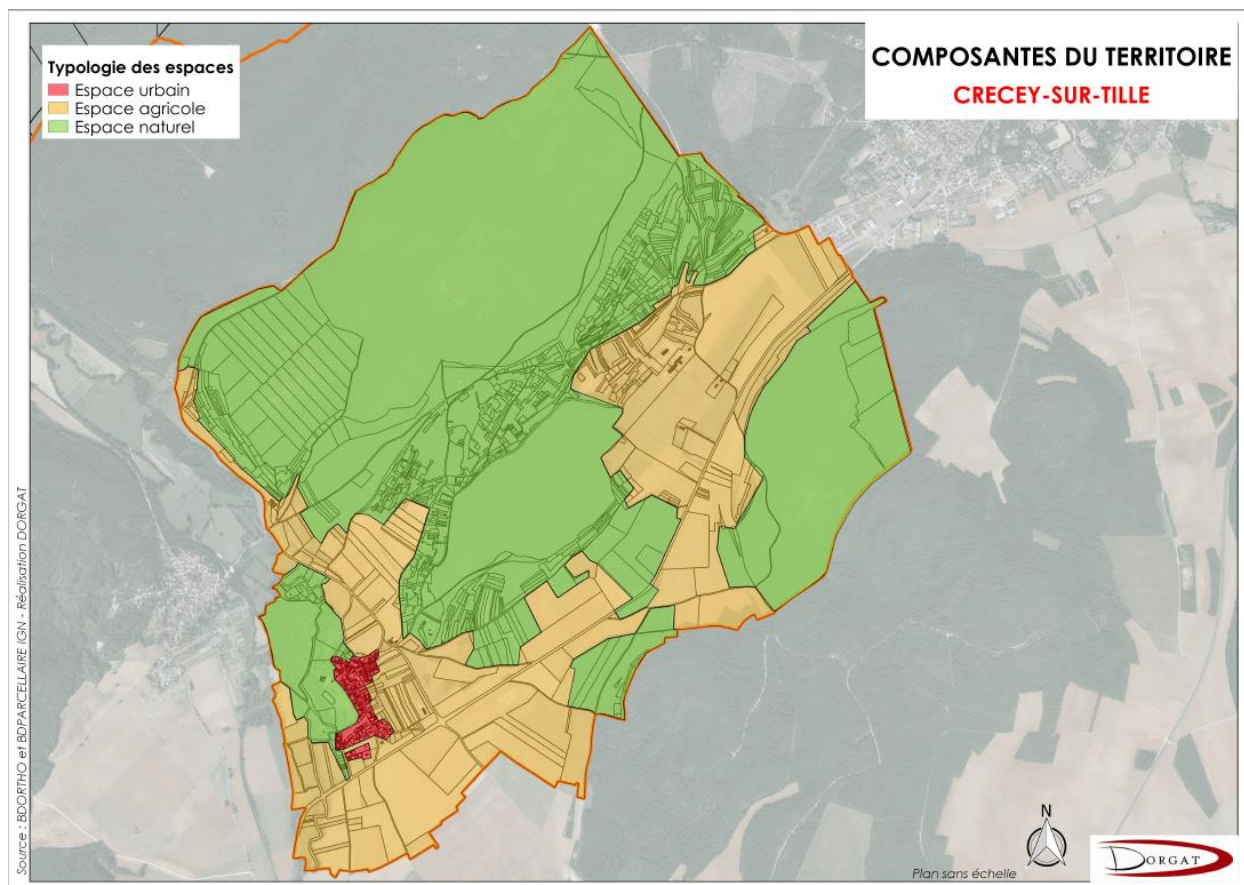 COMPOSANTES DU TERRITOIRE
CRECEY-SUR-TILLE
Typologie des espaces
Espace urbain
Espace agricole
Espace naturel
Source : BDORTHO et BDPARCELLAIRE IGN - Réalisation DORGAT
N
Plan sans échelle
DORGAT